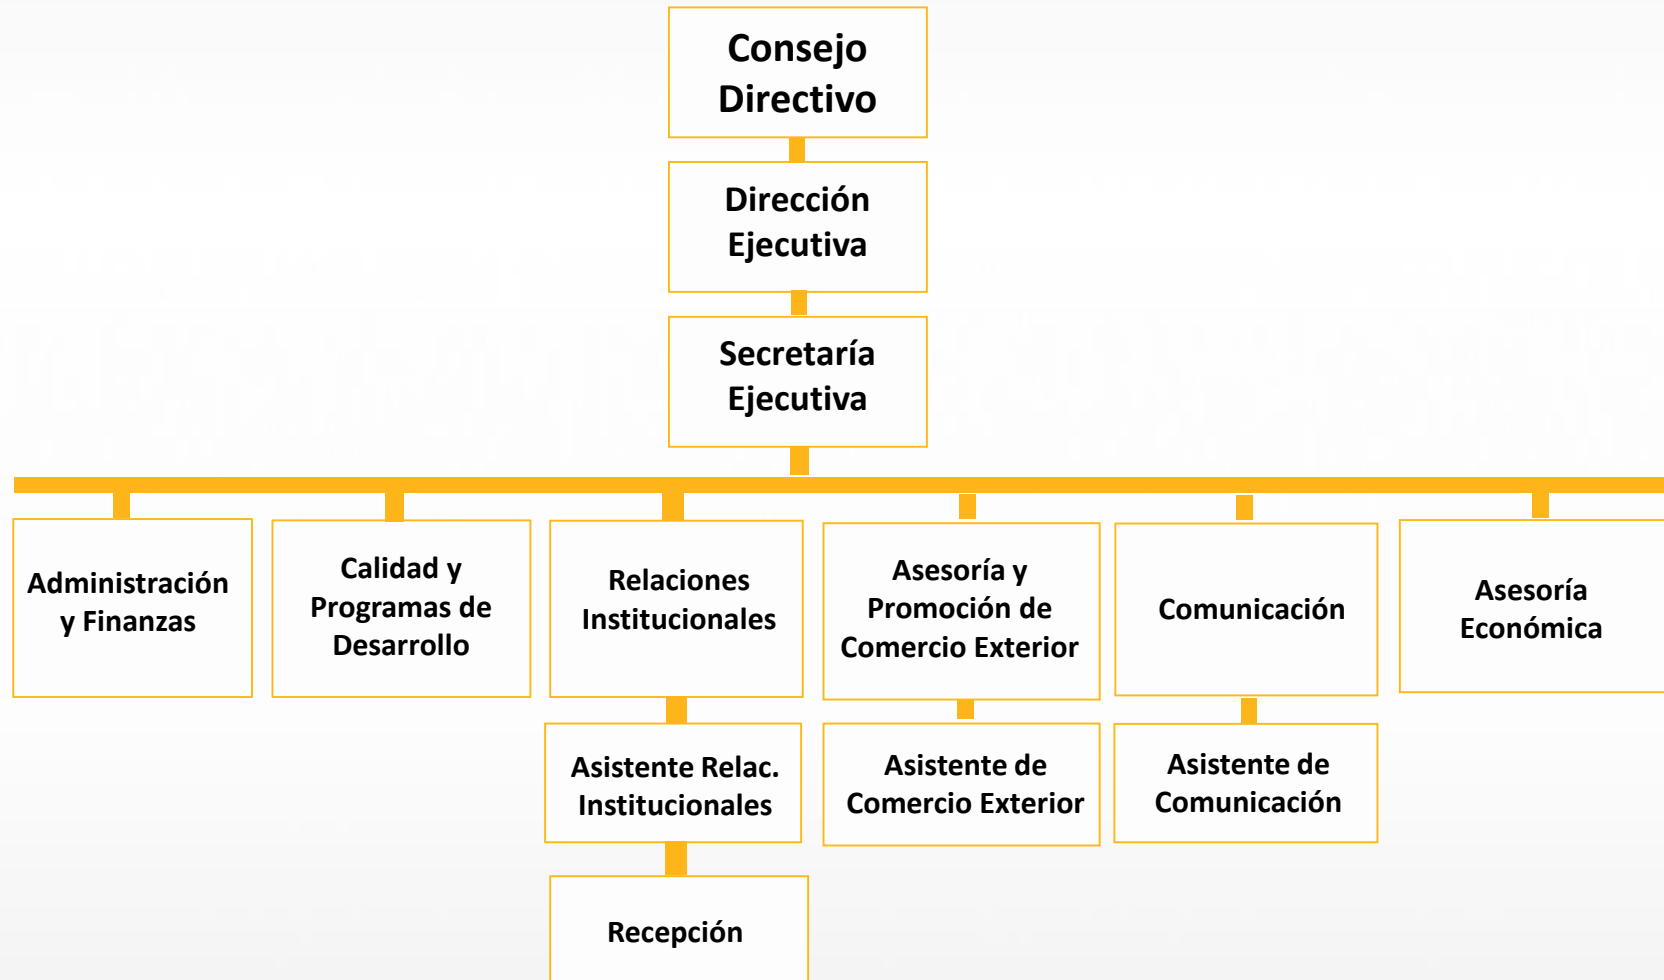 Consejo
Directivo
Dirección
Ejecutiva
Secretaría
Ejecutiva
Administración
y Finanzas
Calidad y
Programas de
Desarrollo
Relaciones
Institucionales
Asesoría y
Promoción de
Comercio Exterior
Comunicación
Asesoría
Económica
Asistente Relac.
Institucionales
Asistente de
Comercio Exterior
Asistente de
Comunicación
Recepción